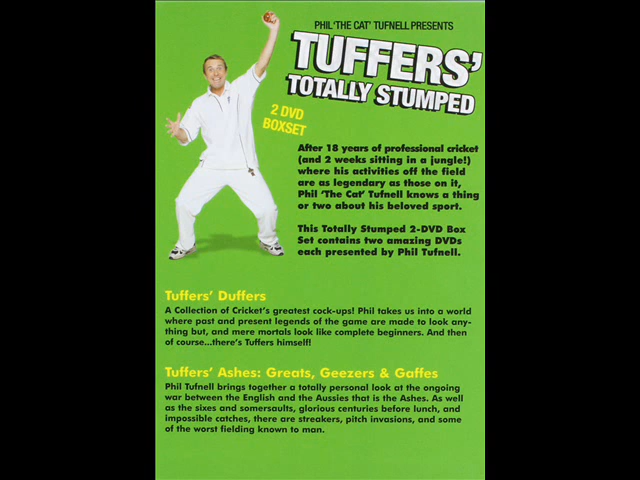 PHIL 'THE CAT' TUFNELL PRESENTS
TUFFERS'
TOTALLY STUMPED
2 DVD
BOXSET
After 18 years of professional cricket
(and 2 weeks sitting in a jungle!)
where his activities off the field
are as legendary as those on it,
Phil 'The Cat' Tufnell knows a thing
or two about his beloved sport.
This Totally Stumped 2-DVD Box
Set contains two amazing DVDs
each presented by Phil Tufnell.
Tuffers' Duffers
A Collection of Cricket's greatest cock-ups! Phil takes us into a world
where past and present legends of the game are made to look any-
thing but, and mere mortals look like complete beginners. And then
of course...there's Tuffers himself!
Tuffers' Ashes: Greats, Geezers & Gaffes
Phil Tufnell brings together a totally personal look at the ongoing
war between the English and the Aussies that is the Ashes. As well
as the sixes and somersaults, glorious centuries before lunch, and
impossible catches, there are streakers, pitch invasions, and some
of the worst fielding known to man.